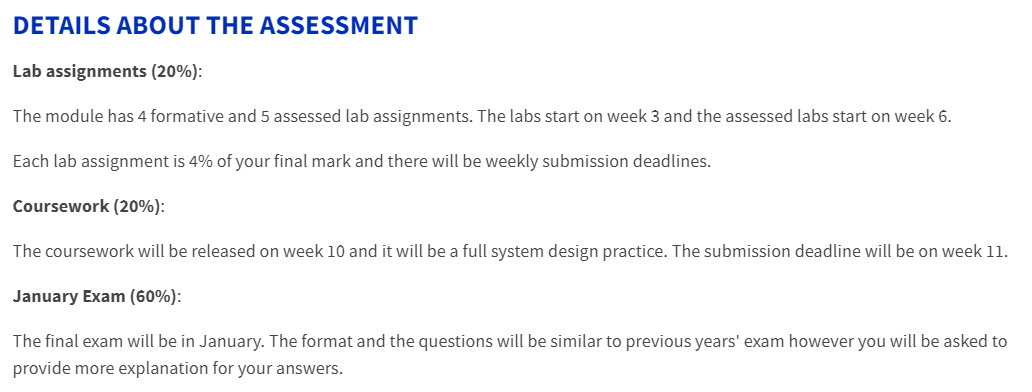 DETAILS ABOUT THE ASSESSMENT
Lab assignments (20%):
The module has 4 formative and 5 assessed lab assignments. The labs start on week 3 and the assessed labs start on week 6.
Each lab assignment is 4% of your final mark and there will be weekly submission deadlines.
Coursework (20%):
The coursework will be released on week 10 and it will be a full system design practice. The submission deadline will be on week 11.
January Exam (60%):
The final exam will be in January. The format and the questions will be similar to previous years' exam however you will be asked to
provide more explanation for your answers.